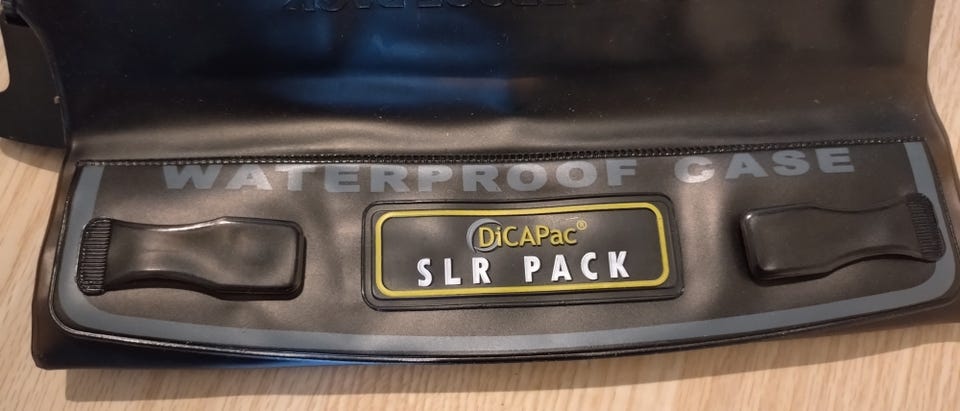 WATERPROOF CASE
DiCAPac®
SLR PACK